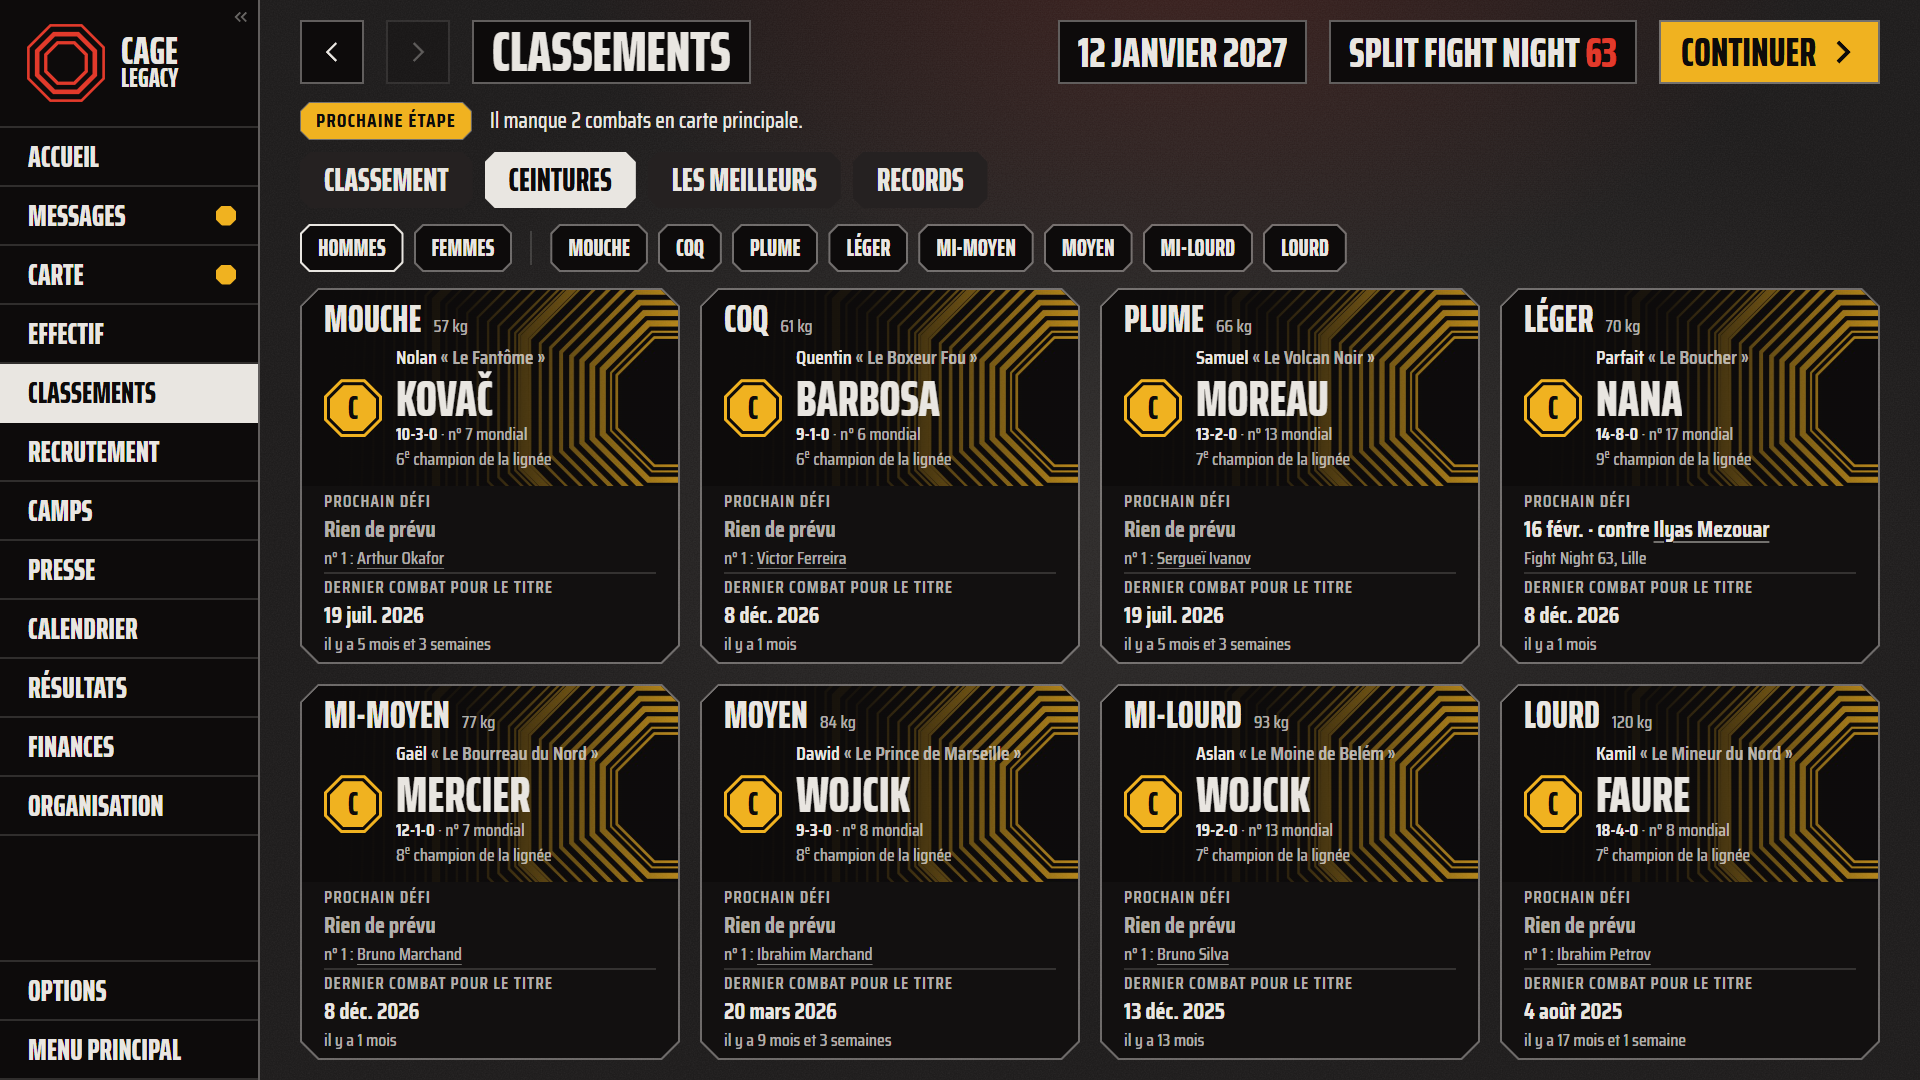 CAGE
LEGACY
ACCUEIL
MESSAGES
CARTE
EFFECTIF
CLASSEMENTS
RECRUTEMENT
CAMPS
PRESSE
CALENDRIER
RÉSULTATS
FINANCES
ORGANISATION
OPTIONS
MENU PRINCIPAL
CLASSEMENTS
12 JANVIER 2027
SPLIT FIGHT NIGHT 63
CONTINUER
PROCHAINE ÉTAPE
Il manque 2 combats en carte principale.
CLASSEMENT
CEINTURES
LES MEILLEURS
RECORDS
HOMMES
FEMMES
MOUCHE
COQ
PLUME
LÉGER
MI-MOYEN
MOYEN
MI-LOURD
LOURD
MOUCHE 57 kg
Nolan « Le Fantôme »
C
KOVAČ
10-3-0 · n° 7 mondial
6e champion de la lignée
PROCHAIN DÉFI
Rien de prévu
n° 1 : Arthur Okafor
DERNIER COMBAT POUR LE TITRE
19 juil. 2026
il y a 5 mois et 3 semaines
COQ 61 kg
Quentin « Le Boxeur Fou »
C
BARBOSA
9-1-0 · n° 6 mondial
6e champion de la lignée
PROCHAIN DÉFI
Rien de prévu
n° 1 : Victor Ferreira
DERNIER COMBAT POUR LE TITRE
8 déc. 2026
il y a 1 mois
PLUME 66 kg
Samuel « Le Volcan Noir »
C
MOREAU
13-2-0 · n° 13 mondial
7e champion de la lignée
PROCHAIN DÉFI
Rien de prévu
n° 1 : Sergueï Ivanov
DERNIER COMBAT POUR LE TITRE
19 juil. 2026
il y a 5 mois et 3 semaines
LÉGER 70 kg
Parfait « Le Boucher »
C
NANA
14-8-0 · n° 17 mondial
9e champion de la lignée
PROCHAIN DÉFI
16 févr. · contre Ilyas Mezouar
Fight Night 63, Lille
DERNIER COMBAT POUR LE TITRE
8 déc. 2026
il y a 1 mois
MI-MOYEN 77 kg
Gaël « Le Bourreau du Nord »
C
MERCIER
12-1-0 · n° 7 mondial
8e champion de la lignée
PROCHAIN DÉFI
Rien de prévu
n° 1 : Bruno Marchand
DERNIER COMBAT POUR LE TITRE
8 déc. 2026
il y a 1 mois
MOYEN 84 kg
Dawid « Le Prince de Marseille »
C
WOJCIK
9-3-0 · n° 8 mondial
8e champion de la lignée
PROCHAIN DÉFI
Rien de prévu
n° 1 : Ibrahim Marchand
DERNIER COMBAT POUR LE TITRE
20 mars 2026
il y a 9 mois et 3 semaines
MI-LOURD 93 kg
Aslan « Le Moine de Belém »
C
WOJCIK
19-2-0 · n° 13 mondial
7e champion de la lignée
PROCHAIN DÉFI
Rien de prévu
n° 1 : Bruno Silva
DERNIER COMBAT POUR LE TITRE
13 déc. 2025
il y a 13 mois
LOURD 120 kg
Kamil « Le Mineur du Nord »
C
FAURE
18-4-0 · n° 8 mondial
7e champion de la lignée
PROCHAIN DÉFI
Rien de prévu
n° 1 : Ibrahim Petrov
DERNIER COMBAT POUR LE TITRE
4 août 2025
il y a 17 mois et 1 semaine